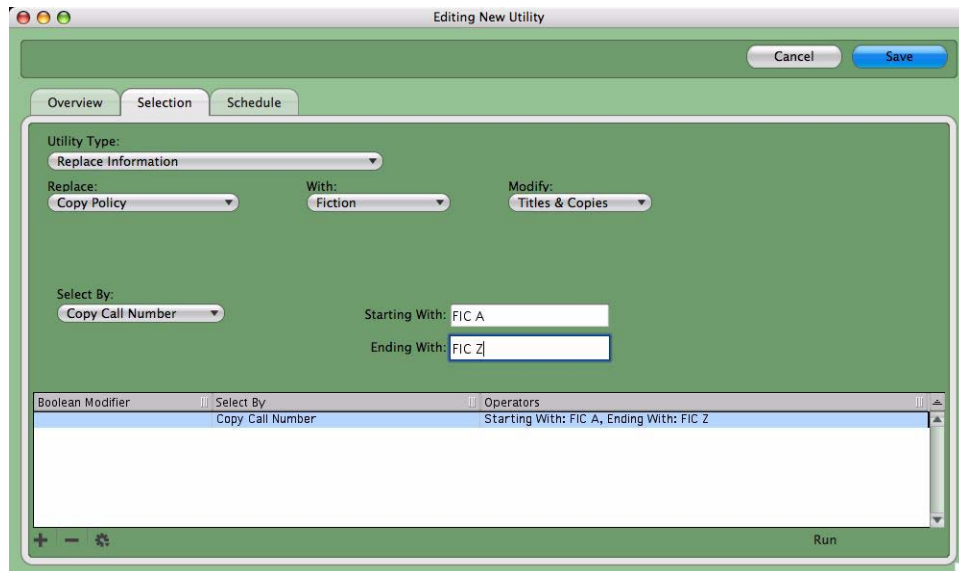 Editing New Utility
Cancel Save
Overview Selection Schedule
Utility Type:
Replace Information
Replace: With: Modify:
Copy Policy Fiction Titles & Copies
Select By:
Copy Call Number Starting With: FIC A
Ending With: FIC Z
Boolean Modifier Select By Operators
Copy Call Number Starting With: FIC A, Ending With: FIC Z
Run